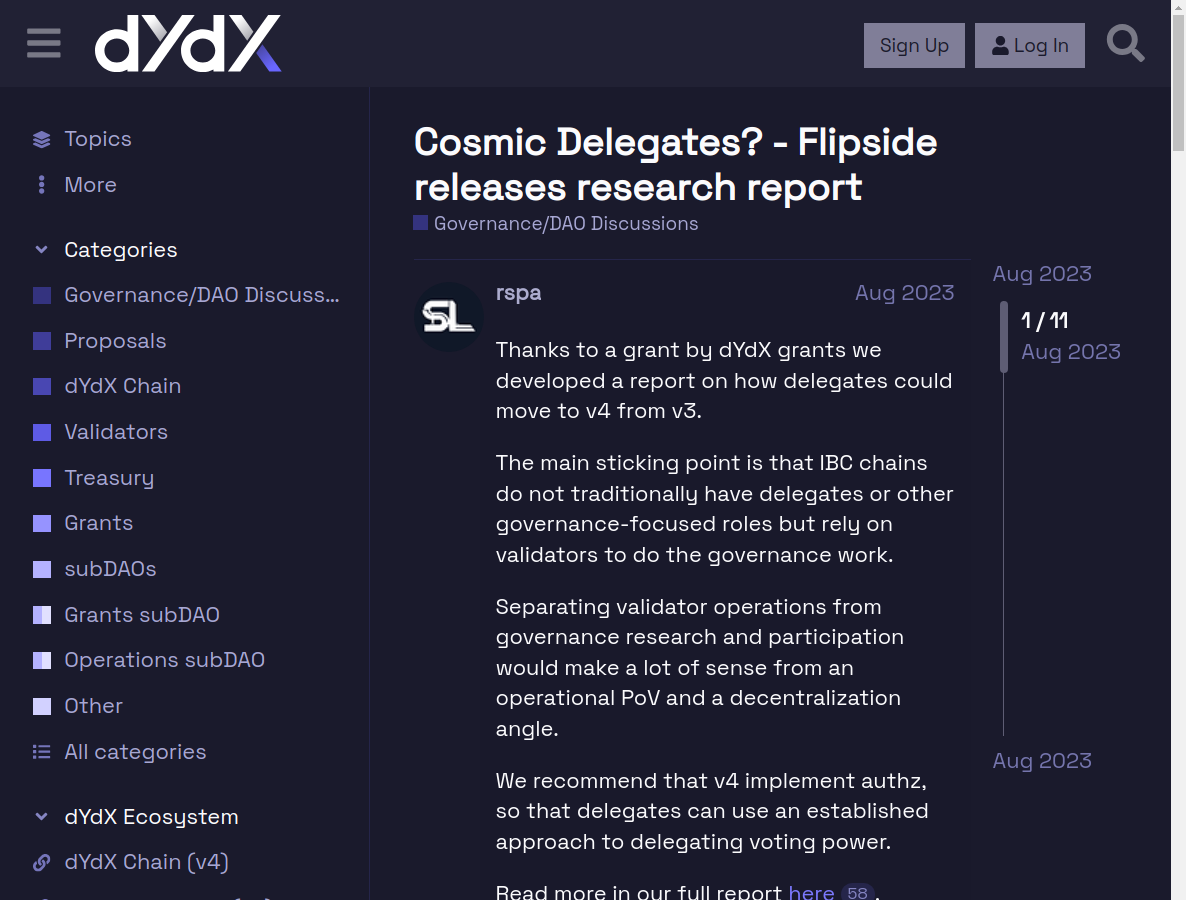 dYdX
Sign Up
Log In
Topics
More
Categories
Governance/DAO Discuss...
Proposals
dYdX Chain
Validators
Treasury
Grants
subDAOs
Grants subDAO
Operations subDAO
Other
All categories
dYdX Ecosystem
dYdX Chain (v4)
Cosmic Delegates? - Flipside
releases research report
Governance/DAO Discussions
rspa
Aug 2023
SL
Thanks to a grant by dYdX grants we
developed a report on how delegates could
move to v4 from v3.
The main sticking point is that IBC chains
do not traditionally have delegates or other
governance-focused roles but rely on
validators to do the governance work.
Separating validator operations from
governance research and participation
would make a lot of sense from an
operational PoV and a decentralization
angle.
We recommend that v4 implement authz,
so that delegates can use an established
approach to delegating voting power.
Read more in our full report here 58 .
Aug 2023
1 / 11
Aug 2023
Aug 2023